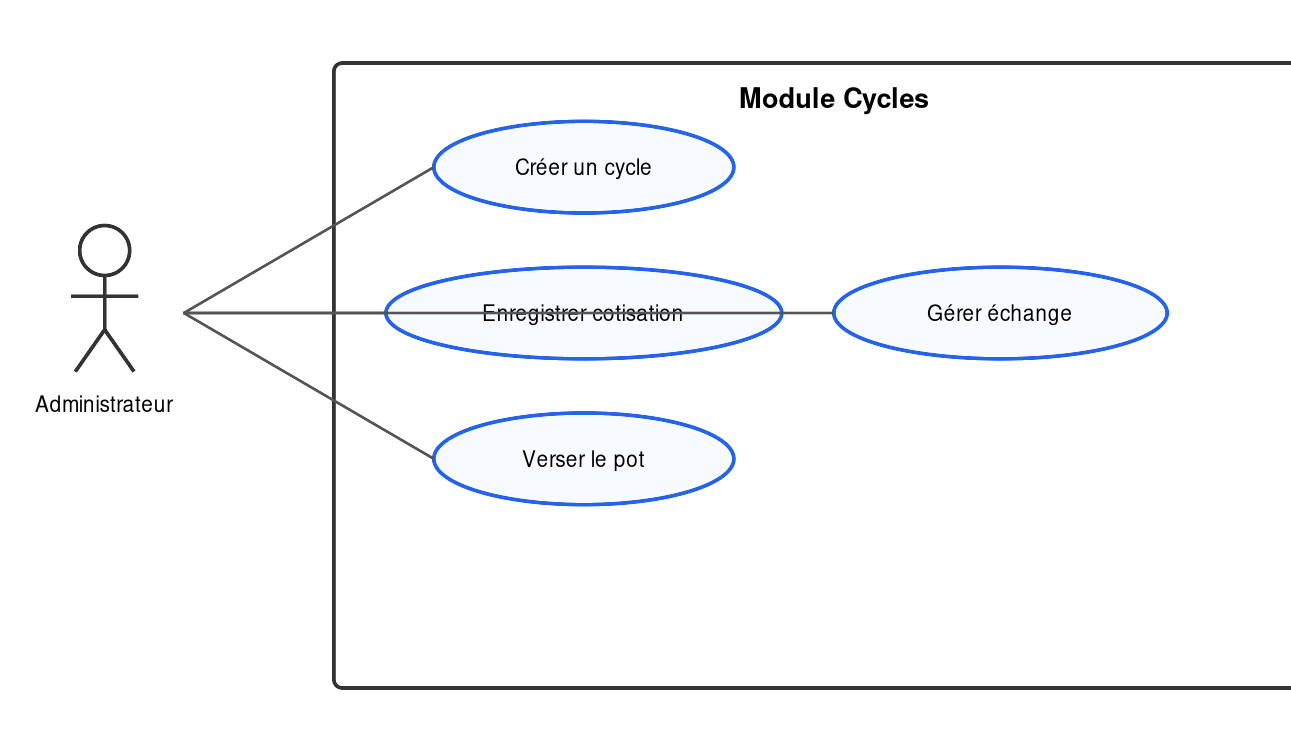 Module Cycles
Créer un cycle
Enregistrer cotisation
Gérer échange
Administrateur
Verser le pot